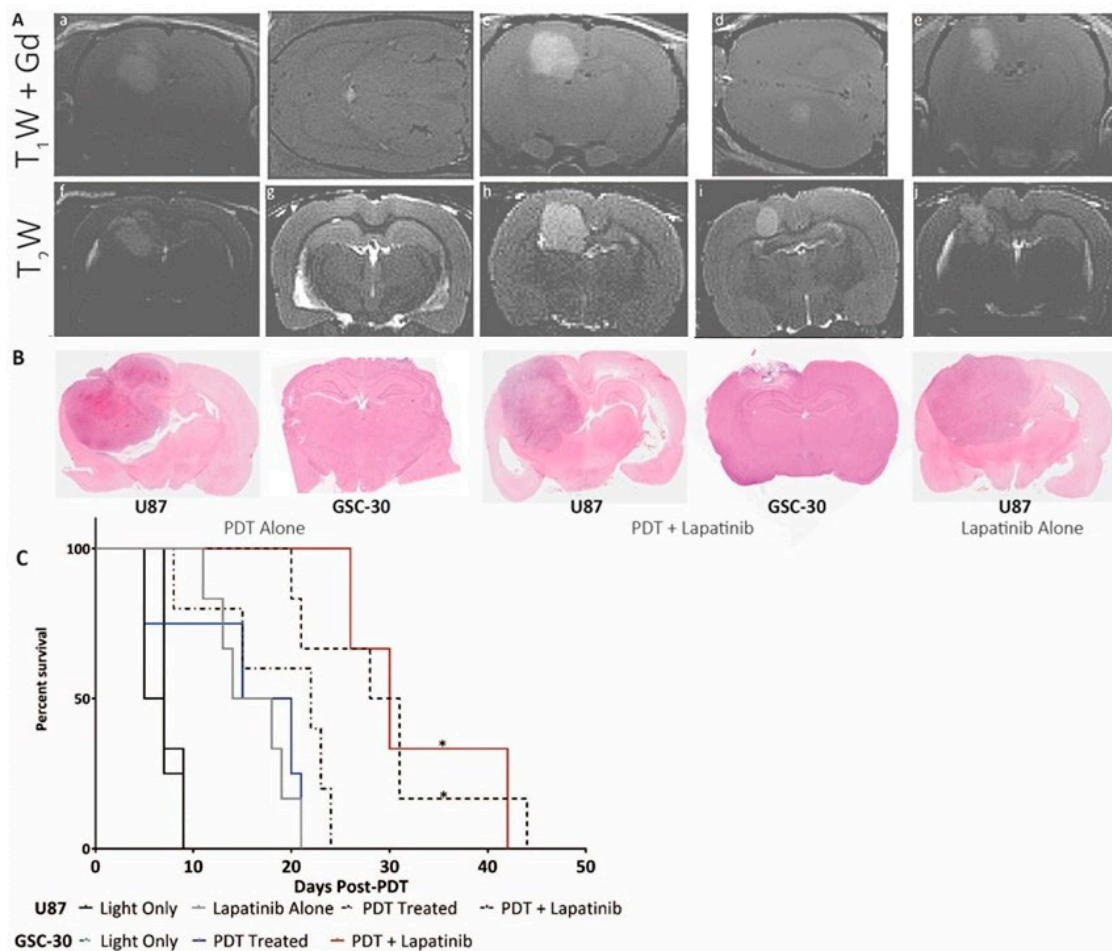 A
T1 W + Gd
a
c
d
e
T2 W
f
g
h
i
j
B
U87
GSC-30
U87
GSC-30
U87
PDT Alone
PDT + Lapatinib
Lapatinib Alone
C
100
50
0
Percent survival
*
*
0 10 20 30 40 50
Days Post-PDT
U87 Light Only Lapatinib Alone PDT Treated PDT + Lapatinib
GSC-30 Light Only PDT Treated PDT + Lapatinib